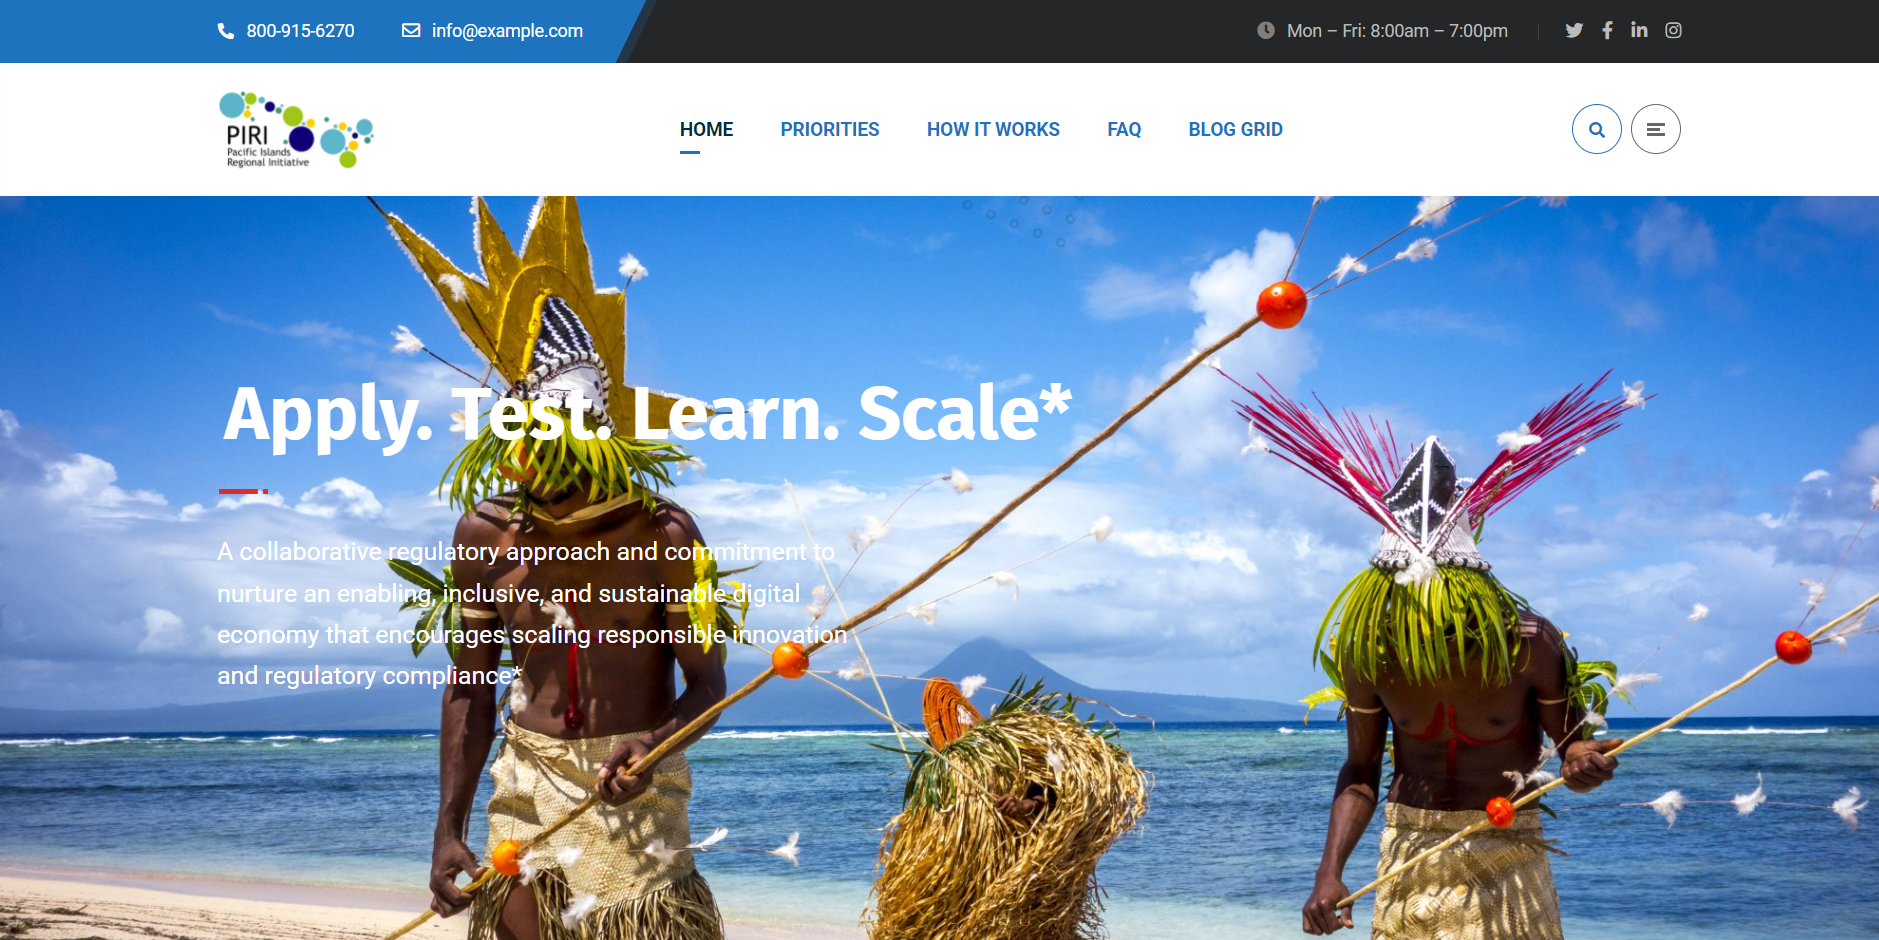 800-915-6270
info@example.com
Mon – Fri: 8:00am – 7:00pm
PIRI
Pacific Islands
Regional Initiative
HOME
PRIORITIES
HOW IT WORKS
FAQ
BLOG GRID
Apply. Test. Learn. Scale*
A collaborative regulatory approach and commitment to
nurture an enabling, inclusive, and sustainable digital
economy that encourages scaling responsible innovation
and regulatory compliance*